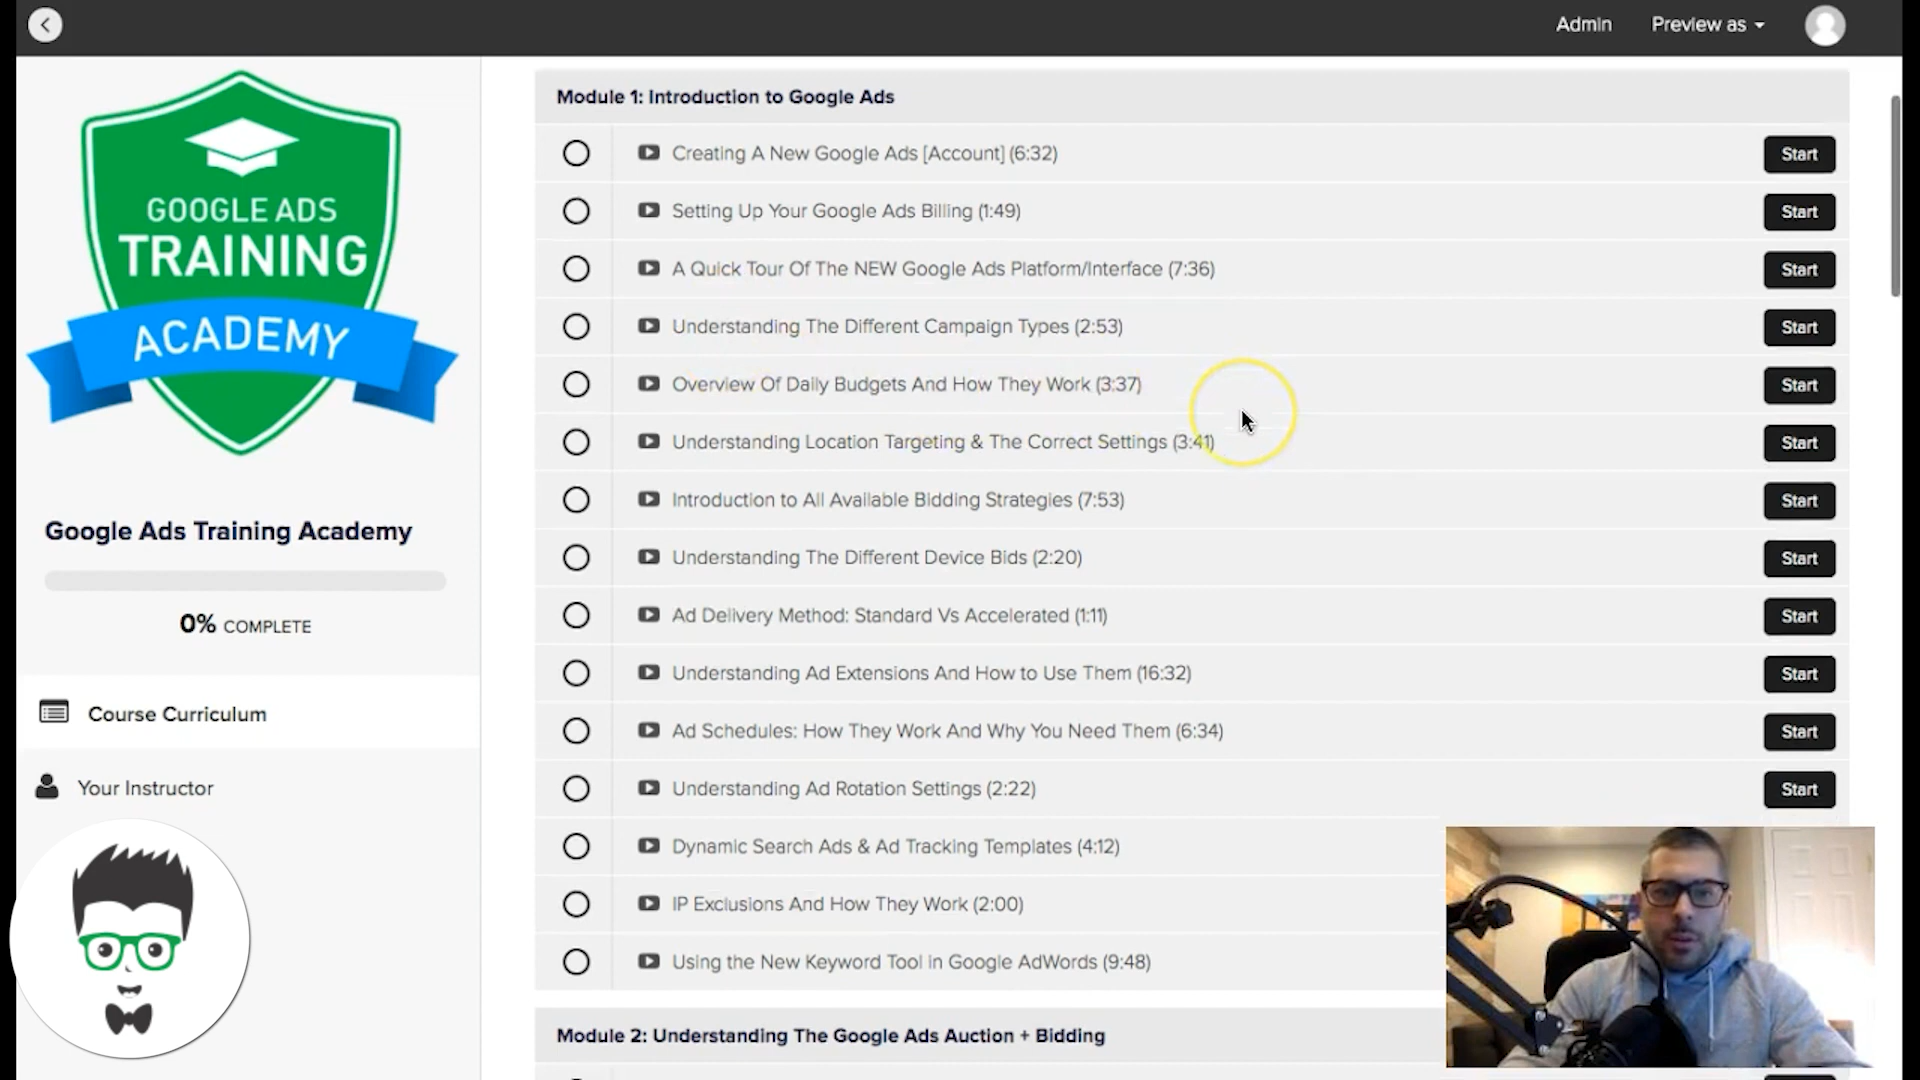 Admin
Preview as
GOOGLE ADS
TRAINING
ACADEMY
Google Ads Training Academy
0% COMPLETE
Course Curriculum
Your Instructor
Module 1: Introduction to Google Ads
Creating A New Google Ads [Account] (6:32)
Start
Setting Up Your Google Ads Billing (1:49)
Start
A Quick Tour Of The NEW Google Ads Platform/Interface (7:36)
Start
Understanding The Different Campaign Types (2:53)
Start
Overview Of Daily Budgets And How They Work (3:37)
Start
Understanding Location Targeting & The Correct Settings (3:41)
Start
Introduction to All Available Bidding Strategies (7:53)
Start
Understanding The Different Device Bids (2:20)
Start
Ad Delivery Method: Standard Vs Accelerated (1:11)
Start
Understanding Ad Extensions And How to Use Them (16:32)
Start
Ad Schedules: How They Work And Why You Need Them (6:34)
Start
Understanding Ad Rotation Settings (2:22)
Start
Dynamic Search Ads & Ad Tracking Templates (4:12)
IP Exclusions And How They Work (2:00)
Using the New Keyword Tool in Google AdWords (9:48)
Module 2: Understanding The Google Ads Auction + Bidding